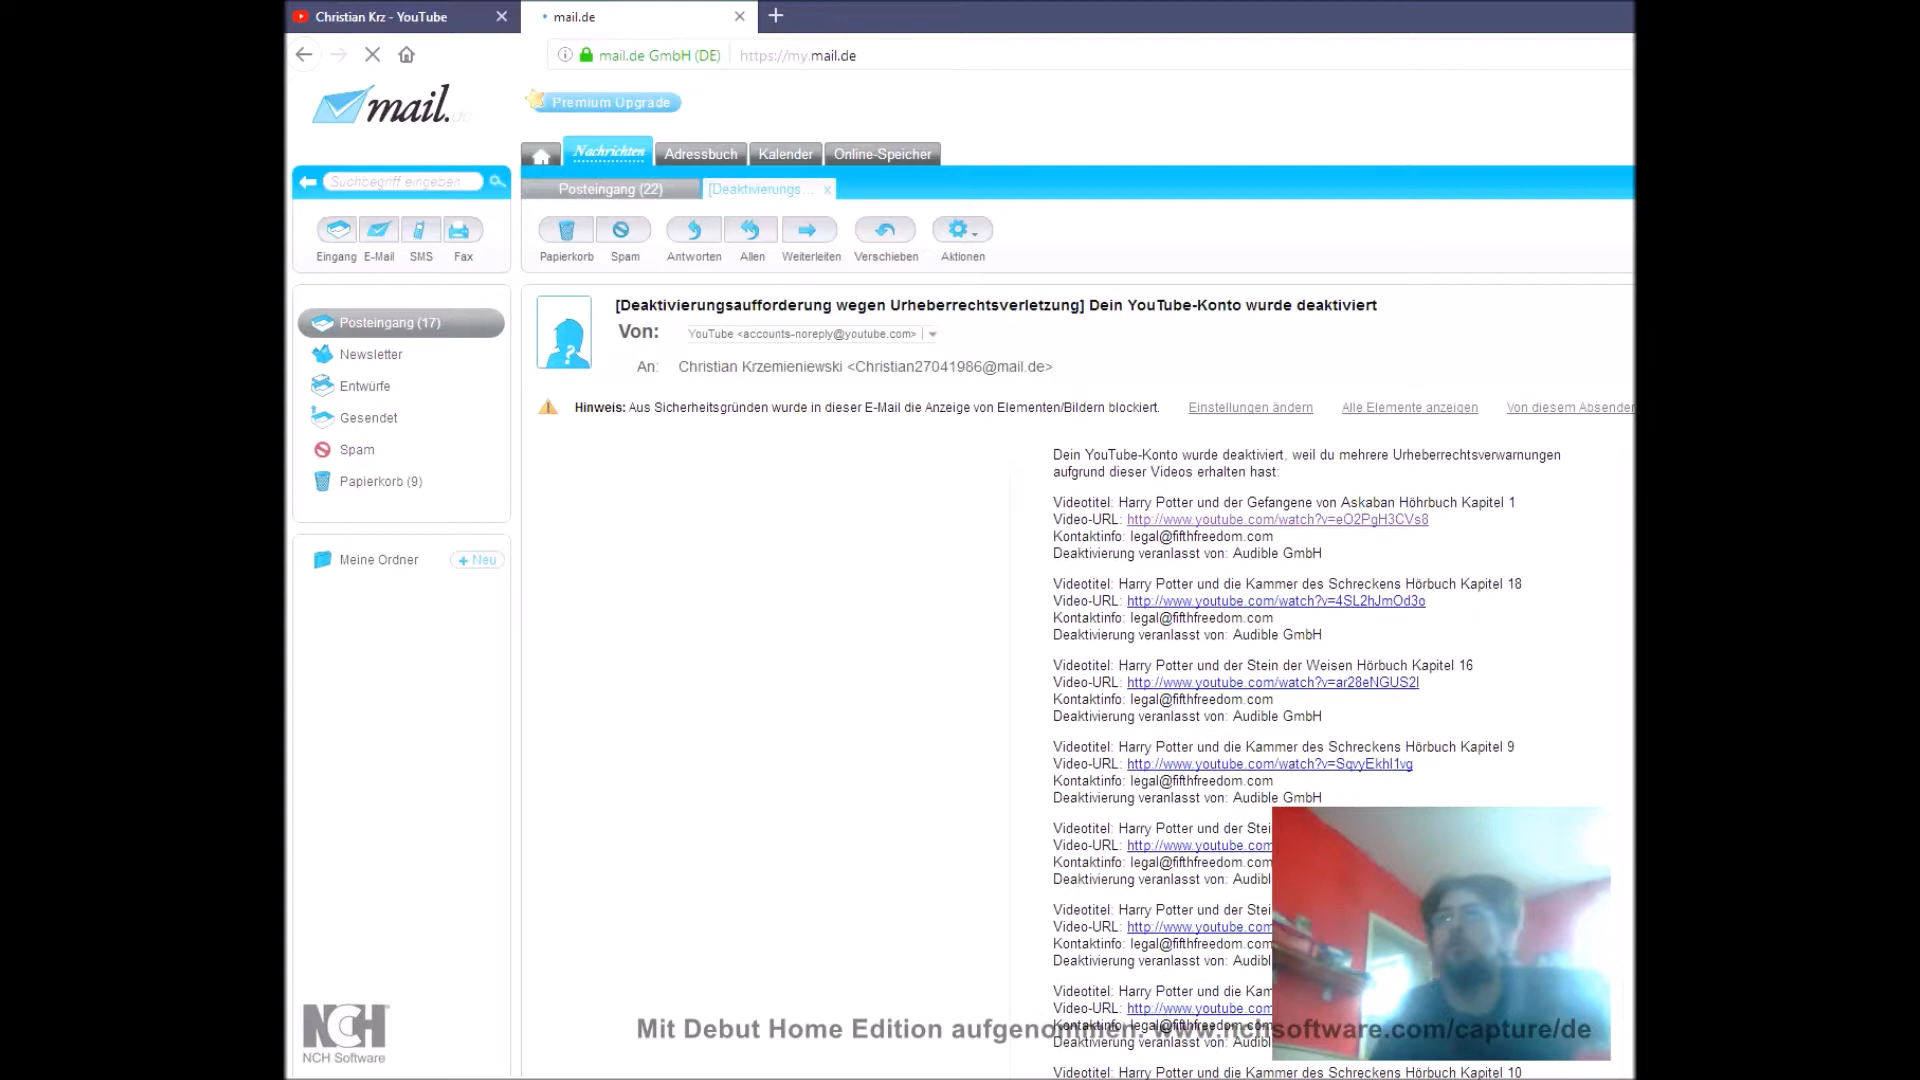 Christian Krz - YouTube
mail.de
mail.de GmbH (DE)
https://my.mail.de
mail.de
Premium Upgrade
Nachrichten
Adressbuch
Kalender
Online-Speicher
Suchbegriff eingeben
Posteingang (22)
[Deaktivierungs...
Eingang
E-Mail
SMS
Fax
Papierkorb
Spam
Antworten
Allen
Weiterleiten
Verschieben
Aktionen
Posteingang (17)
Newsletter
Entwürfe
Gesendet
Spam
Papierkorb (9)
Meine Ordner
+ Neu
[Deaktivierungsaufforderung wegen Urheberrechtsverletzung] Dein YouTube-Konto wurde deaktiviert
Von: YouTube <accounts-noreply@youtube.com>
An: Christian Krzemieniewski <Christian27041986@mail.de>
Hinweis: Aus Sicherheitsgründen wurde in dieser E-Mail die Anzeige von Elementen/Bildern blockiert. Einstellungen ändern Alle Elemente anzeigen Von diesem Absender
Dein YouTube-Konto wurde deaktiviert, weil du mehrere Urheberrechtsverwarnungen
aufgrund dieser Videos erhalten hast:
Videotitel: Harry Potter und der Gefangene von Askaban Höhrbuch Kapitel 1
Video-URL: http://www.youtube.com/watch?v=eO2PgH3CVs8
Kontaktinfo: legal@fifthfreedom.com
Deaktivierung veranlasst von: Audible GmbH
Videotitel: Harry Potter und die Kammer des Schreckens Hörbuch Kapitel 18
Video-URL: http://www.youtube.com/watch?v=4SL2hJmOd3o
Kontaktinfo: legal@fifthfreedom.com
Deaktivierung veranlasst von: Audible GmbH
Videotitel: Harry Potter und der Stein der Weisen Hörbuch Kapitel 16
Video-URL: http://www.youtube.com/watch?v=ar28eNGUS2I
Kontaktinfo: legal@fifthfreedom.com
Deaktivierung veranlasst von: Audible GmbH
Videotitel: Harry Potter und die Kammer des Schreckens Hörbuch Kapitel 9
Video-URL: http://www.youtube.com/watch?v=SqvyEkhI1vg
Kontaktinfo: legal@fifthfreedom.com
Deaktivierung veranlasst von: Audible GmbH
Videotitel: Harry Potter und der Stei
Video-URL: http://www.youtube.com
Kontaktinfo: legal@fifthfreedom.com
Deaktivierung veranlasst von: Audibl
Videotitel: Harry Potter und der Stei
Video-URL: http://www.youtube.com
Kontaktinfo: legal@fifthfreedom.com
Deaktivierung veranlasst von: Audibl
Videotitel: Harry Potter und die Kam
Video-URL: http://www.youtube.com
Kontaktinfo: legal@fifthfreedom.com
Deaktivierung veranlasst von: Audibl
Videotitel: Harry Potter und die Kammer des Schreckens Hörbuch Kapitel 10
NCH
NCH Software
Mit Debut Home Edition aufgenommen. www.nchsoftware.com/capture/de